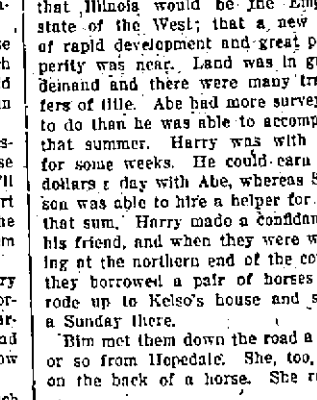 that Illinois would be the Em
state of the West; that a new
of rapid development and great p
perity was near. Land was in g
demand and there were many tr
fers of title. Abe had more survey
to do than he was able to accomp
that summer. Harry was with
for some weeks. He could earn
dollars a day with Abe, whereas S
son was able to hire a helper for
that sum. Harry made a confidan
his friend, and when they were w
ing at the northern end of the co
they borrowed a pair of horses
rode up to Kelso's house and s
a Sunday there.
Bim met them down the road a
or so from Hopedale. She, too,
on the back of a horse. She r